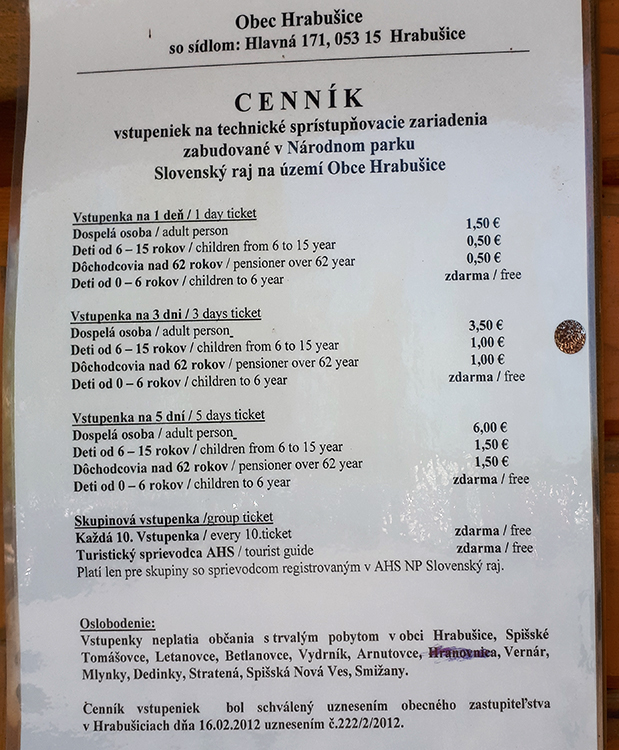 Obec Hrabušice
so sídlom: Hlavná 171, 053 15 Hrabušice
CENNÍK
vstupeniek na technické sprístupňovacie zariadenia
zabudované v Národnom parku
Slovenský raj na území Obce Hrabušice
Vstupenka na 1 deň / 1 day ticket
Dospelá osoba / adult person 1,50 €
Deti od 6 – 15 rokov / children from 6 to 15 year 0,50 €
Dôchodcovia nad 62 rokov / pensioner over 62 year 0,50 €
Deti od 0 – 6 rokov / children to 6 year zdarma / free
Vstupenka na 3 dni / 3 days ticket
Dospelá osoba / adult person 3,50 €
Deti od 6 – 15 rokov / children from 6 to 15 year 1,00 €
Dôchodcovia nad 62 rokov / pensioner over 62 year 1,00 €
Deti od 0 – 6 rokov / children to 6 year zdarma / free
Vstupenka na 5 dní / 5 days ticket
Dospelá osoba / adult person 6,00 €
Deti od 6 – 15 rokov / children from 6 to 15 year 1,50 €
Dôchodcovia nad 62 rokov / pensioner over 62 year 1,50 €
Deti od 0 – 6 rokov / children to 6 year zdarma / free
Skupinová vstupenka /group ticket
Každá 10. Vstupenka / every 10.ticket zdarma / free
Turistický sprievodca AHS / tourist guide zdarma / free
Platí len pre skupiny so sprievodcom registrovaným v AHS NP Slovenský raj.
Oslobodenie:
Vstupenky neplatia občania s trvalým pobytom v obci Hrabušice, Spišské
Tomášovce, Letanovce, Betlanovce, Vydrník, Arnutovce, Hranovnica, Vernár,
Mlynky, Dedinky, Stratená, Spišská Nová Ves, Smižany.
Cenník vstupeniek bol schválený uznesením obecného zastupiteľstva
v Hrabušiciach dňa 16.02.2012 uznesením č.222/2/2012.